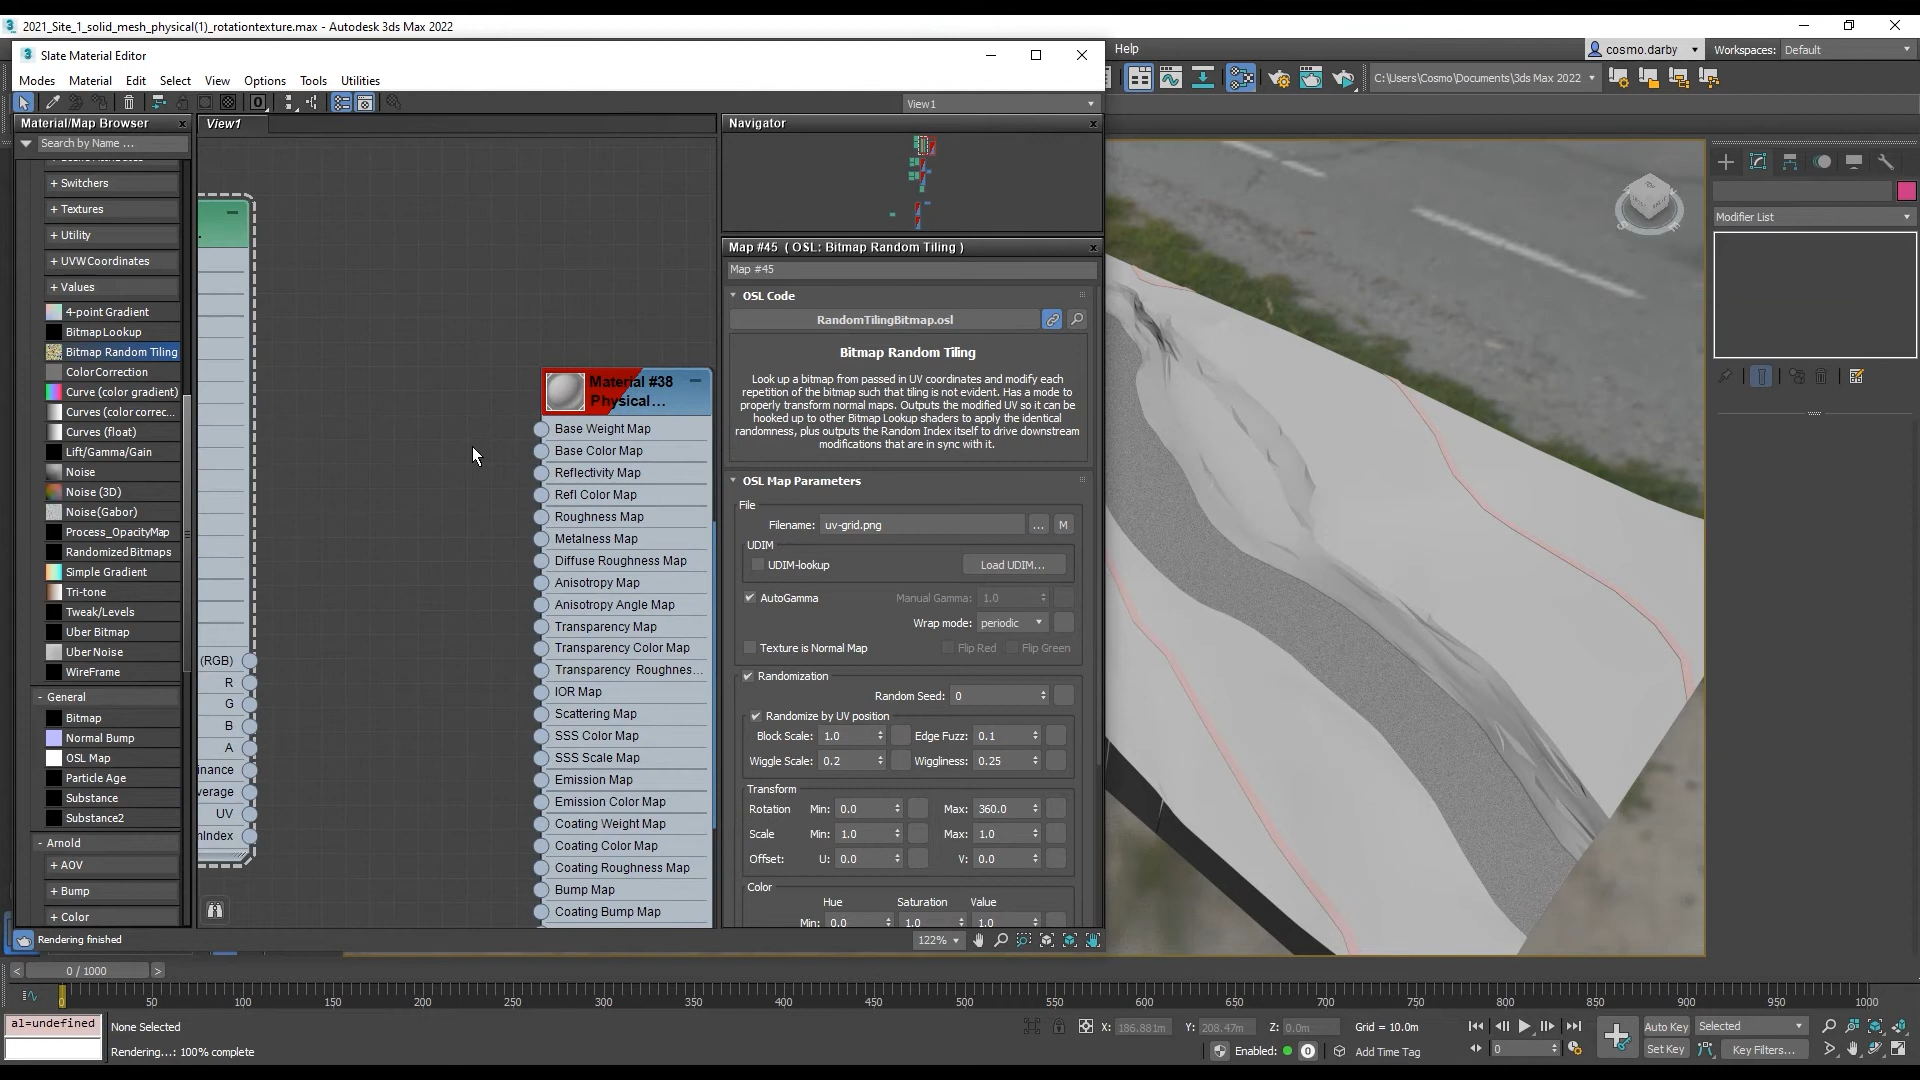 2021_Site_1_solid_mesh_physical(1)_rotationtexture.max - Autodesk 3ds Max 2022
Slate Material Editor
Help
cosmo.darby
Workspaces: Default
Modes Material Edit Select View Options Tools Utilities
C:\Users\Cosmo\Documents\3ds Max 2022
View1
Material/Map Browser
View1
Navigator
Search by Name ...
+ Switchers
+ Textures
+ Utility
+ UVW Coordinates
+ Values
4-point Gradient
Bitmap Lookup
Bitmap Random Tiling
Color Correction
Curve (color gradient)
Curves (color correc...
Curves (float)
Lift/Gamma/Gain
Noise
Noise (3D)
Noise (Gabor)
Process_OpacityMap
Randomized Bitmaps
Simple Gradient
Tri-tone
Tweak/Levels
Uber Bitmap
Uber Noise
WireFrame
- General
Bitmap
Normal Bump
OSL Map
Particle Age
Substance
Substance2
- Arnold
+ AOV
+ Bump
+ Color
(RGB)
R
G
B
A
inance
verage
UV
nIndex
Material #38
Physical...
Base Weight Map
Base Color Map
Reflectivity Map
Refl Color Map
Roughness Map
Metalness Map
Diffuse Roughness Map
Anisotropy Map
Anisotropy Angle Map
Transparency Map
Transparency Color Map
Transparency Roughnes...
IOR Map
Scattering Map
SSS Color Map
SSS Scale Map
Emission Map
Emission Color Map
Coating Weight Map
Coating Color Map
Coating Roughness Map
Bump Map
Coating Bump Map
Map #45 ( OSL: Bitmap Random Tiling )
Map #45
OSL Code
RandomTilingBitmap.osl
Bitmap Random Tiling
Look up a bitmap from passed in UV coordinates and modify each
repetition of the bitmap such that tiling is not evident. Has a mode to
properly transform normal maps. Outputs the modified UV so it can be
hooked up to other Bitmap Lookup shaders to apply the identical
randomness, plus outputs the Random Index itself to drive downstream
modifications that are in sync with it.
OSL Map Parameters
File
Filename: uv-grid.png ... M
UDIM
UDIM-lookup Load UDIM...
AutoGamma Manual Gamma: 1.0
Wrap mode: periodic
Texture is Normal Map Flip Red Flip Green
Randomization
Random Seed: 0
Randomize by UV position
Block Scale: 1.0 Edge Fuzz: 0.1
Wiggle Scale: 0.2 Wiggliness: 0.25
Transform
Rotation Min: 0.0 Max: 360.0
Scale Min: 1.0 Max: 1.0
Offset: U: 0.0 V: 0.0
Color
Hue Saturation Value
Min: 0.0 1.0 1.0
Modifier List
Rendering finished
122%
0 / 1000
0 50 100 150 200 250 300 350 400 450 500 550 600 650 700 750 800 850 900 950 1000
al=undefined
None Selected
Rendering...: 100% complete
X: 186.881m Y: 208.47m Z: 0.0m Grid = 10.0m
Enabled: 0 Add Time Tag
0
Auto Key Selected
Set Key Key Filters...